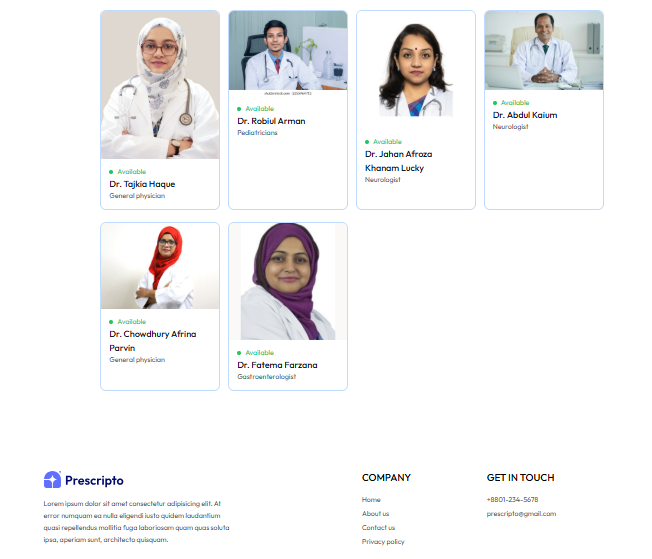 Available
Dr. Tajkia Haque
General physician
Available
Dr. Robiul Arman
Pediatricians
Available
Dr. Jahan Afroza
Khanam Lucky
Neurologist
Available
Dr. Abdul Kaium
Neurologist
Available
Dr. Chowdhury Afrina
Parvin
General physician
Available
Dr. Fatema Farzana
Gastroenterologist
Prescripto
Lorem ipsum dolor sit amet consectetur adipisicing elit. At
error numquam ea nulla eligendi iusto quidem laudantium
quasi repellendus mollitia fuga laboriosam quam quas soluta
ipsa, aperiam sunt, architecto quisquam.
COMPANY
Home
About us
Contact us
Privacy policy
GET IN TOUCH
+8801-234-5678
prescripto@gmail.com